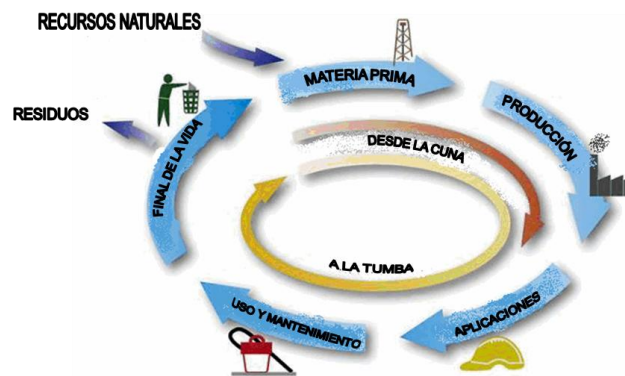 RECURSOS NATURALES
MATERIA PRIMA
RESIDUOS
PRODUCCIÓN
DESDE LA CUNA
FINAL DE LA VIDA
A LA TUMBA
APLICACIONES
USO Y MANTENIMIENTO